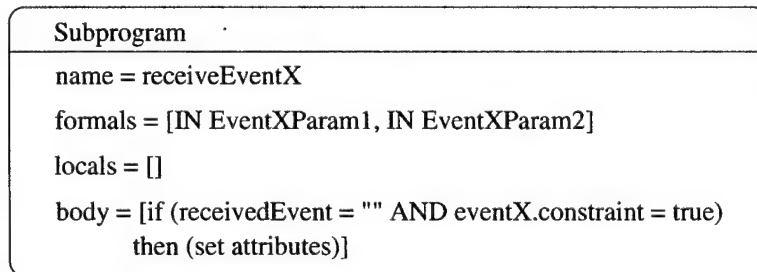 Subprogram
name = receiveEventX
formals = [IN EventXParam1, IN EventXParam2]
locals = []
body = [if (receivedEvent = "" AND eventX.constraint = true)
then (set attributes)]